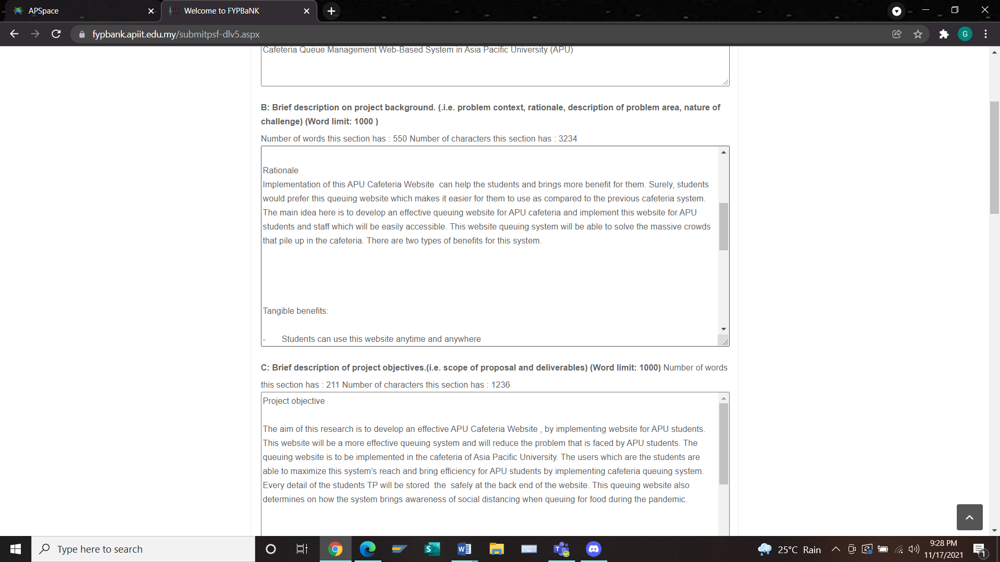 APSpace
Welcome to FYPBaNK
fypbank.apiit.edu.my/submitpsf-dlv5.aspx
G
Cafeteria Queue Management Web-Based System in Asia Pacific University (APU)
B: Brief description on project background. (.i.e. problem context, rationale, description of problem area, nature of
challenge) (Word limit: 1000 )
Number of words this section has : 550 Number of characters this section has : 3234
Rationale
Implementation of this APU Cafeteria Website  can help the students and brings more benefit for them. Surely, students
would prefer this queuing website which makes it easier for them to use as compared to the previous cafeteria system.
The main idea here is to develop an effective queuing website for APU cafeteria and implement this website for APU
students and staff which will be easily accessible. This website queuing system will be able to solve the massive crowds
that pile up in the cafeteria. There are two types of benefits for this system.
Tangible benefits:
- Students can use this website anytime and anywhere
C: Brief description of project objectives.(i.e. scope of proposal and deliverables) (Word limit: 1000) Number of words
this section has : 211 Number of characters this section has : 1236
Project objective
The aim of this research is to develop an effective APU Cafeteria Website , by implementing website for APU students.
This website will be a more effective queuing system and will reduce the problem that is faced by APU students. The
queuing website is to be implemented in the cafeteria of Asia Pacific University. The users which are the students are
able to maximize this system's reach and bring efficiency for APU students by implementing cafeteria queuing system.
Every detail of the students TP will be stored  the  safely at the back end of the website. This queuing website also
determines on how the system brings awareness of social distancing when queuing for food during the pandemic.
Type here to search
S
W
25°C Rain
9:28 PM
11/17/2021
1